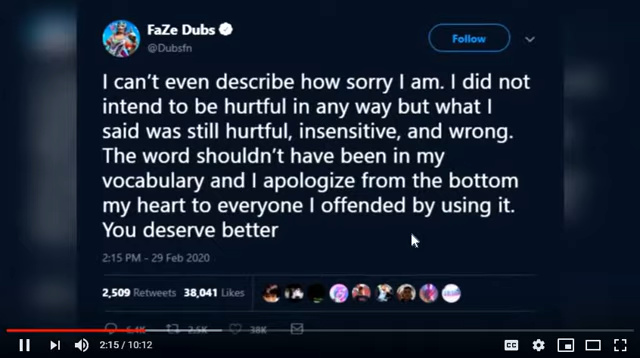 FaZe Dubs
@Dubsfn
Follow
I can't even describe how sorry I am. I did not
intend to be hurtful in any way but what I
said was still hurtful, insensitive, and wrong.
The word shouldn't have been in my
vocabulary and I apologize from the bottom
my heart to everyone I offended by using it.
You deserve better
2:15 PM - 29 Feb 2020
2,509 Retweets 38,041 Likes
2.5K 38K
2:15 / 10:12
CC